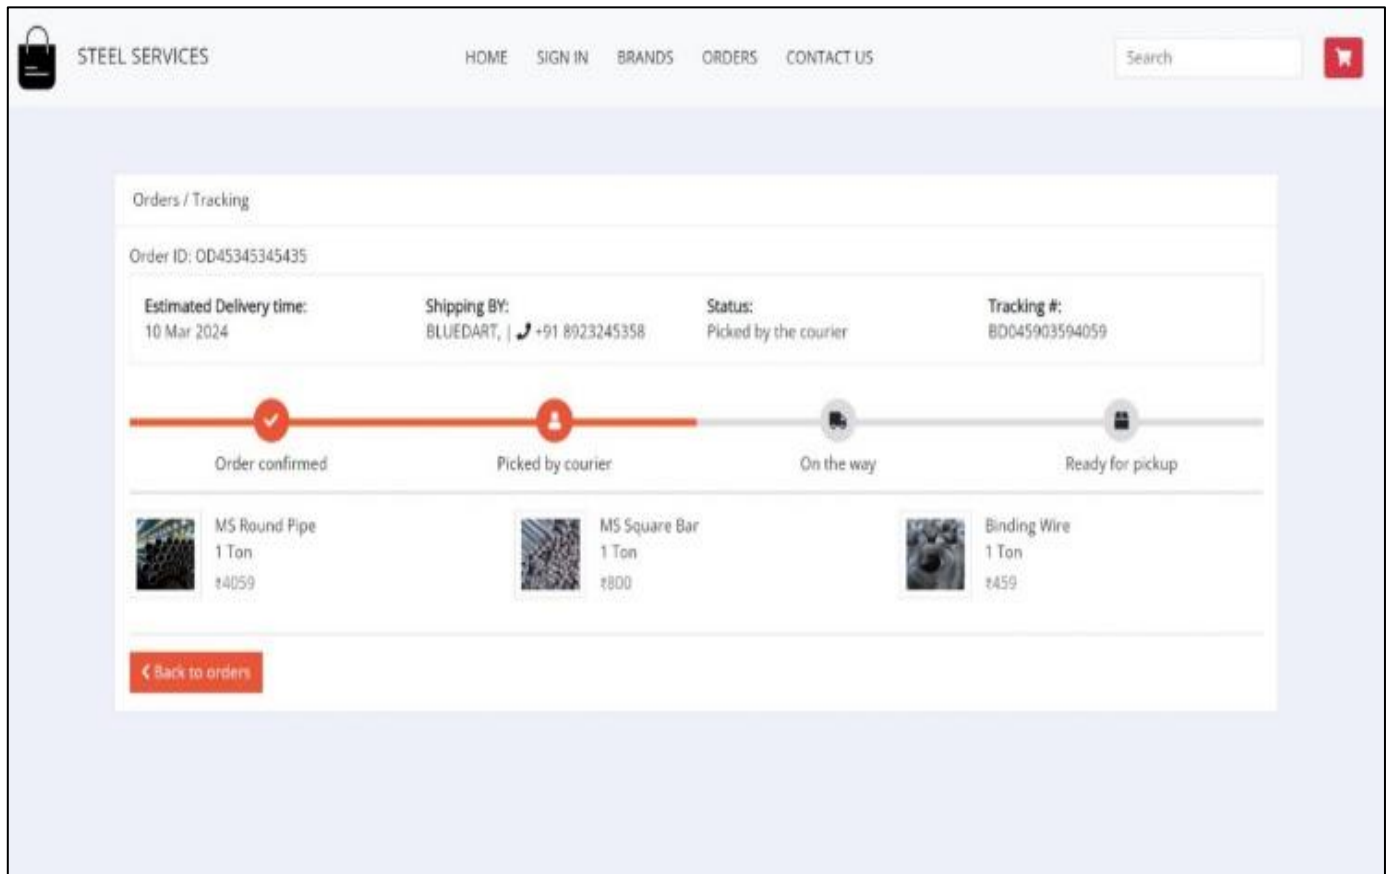 STEEL SERVICES
HOME SIGN IN BRANDS ORDERS CONTACT US
Search
Orders / Tracking
Order ID: OD45345345435
Estimated Delivery time: Shipping BY: Status: Tracking #:
10 Mar 2024 BLUEDART, | +91 8923245358 Picked by the courier BD045903594059
Order confirmed Picked by courier On the way Ready for pickup
MS Round Pipe MS Square Bar Binding Wire
1 Ton 1 Ton 1 Ton
₹4059 ₹800 ₹459
Back to orders